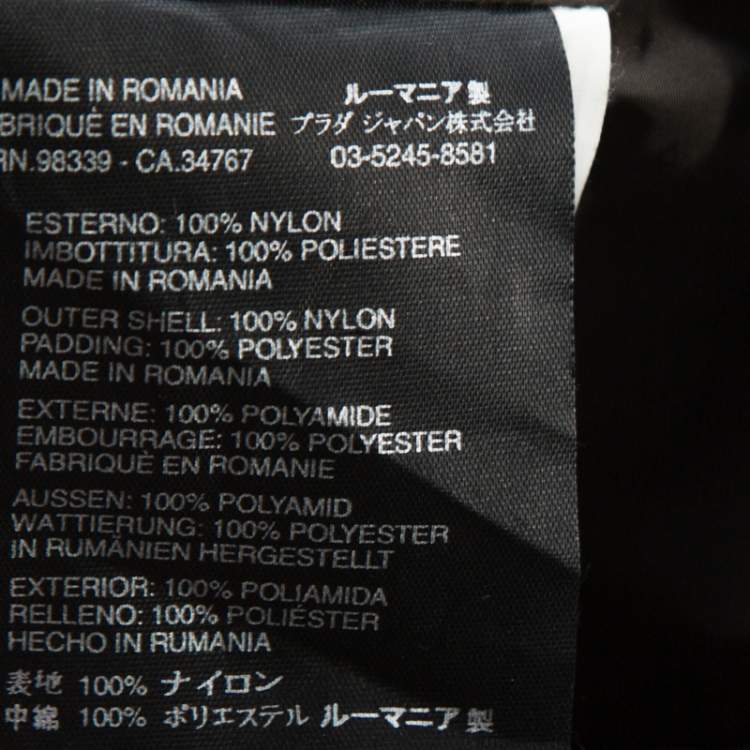 MADE IN ROMANIA ルーマニア製
FABRIQUÉ EN ROMANIE プラダ ジャパン株式会社
RN.98339 - CA.34767 03-5245-8581
ESTERNO: 100% NYLON
IMBOTTITURA: 100% POLIESTERE
MADE IN ROMANIA
OUTER SHELL: 100% NYLON
PADDING: 100% POLYESTER
MADE IN ROMANIA
EXTERNE: 100% POLYAMIDE
EMBOURRAGE: 100% POLYESTER
FABRIQUÉ EN ROMANIE
AUSSEN: 100% POLYAMID
WATTIERUNG: 100% POLYESTER
IN RUMÄNIEN HERGESTELLT
EXTERIOR: 100% POLIAMIDA
RELLENO: 100% POLIÉSTER
HECHO IN RUMANIA
表地 100% ナイロン
中綿 100% ポリエステル ルーマニア製